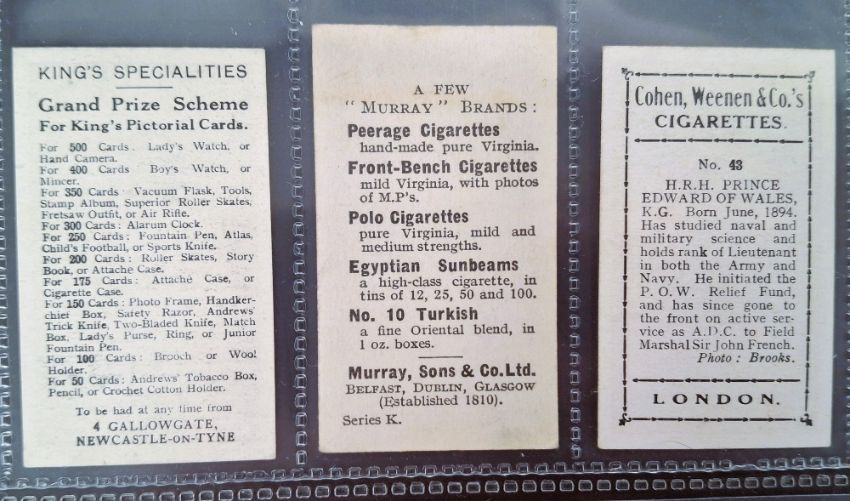 KING'S SPECIALITIES
Grand Prize Scheme
For King's Pictorial Cards.
For 500 Cards: Lady's Watch, or
Hand Camera.
For 400 Cards: Boy's Watch, or
Mincer.
For 350 Cards: Vacuum Flask, Tools,
Stamp Album, Superior Roller Skates,
Fretsaw Outfit, or Air Rifle.
For 300 Cards: Alarum Clock.
For 250 Cards: Fountain Pen, Atlas,
Child's Football, or Sports Knife.
For 200 Cards: Roller Skates, Story
Book, or Attache Case.
For 175 Cards: Attache Case, or
Cigarette Case.
For 150 Cards: Photo Frame, Handker-
chief Box, Safety Razor, Andrews'
Trick Knife, Two-Bladed Knife, Match
Box, Lady's Purse, Ring, or Junior
Fountain Pen.
For 100 Cards: Brooch or Wool
Holder.
For 50 Cards: Andrews' Tobacco Box,
Pencil, or Crochet Cotton Holder.
To be had at any time from
4 GALLOWGATE,
NEWCASTLE-ON-TYNE
A FEW
"MURRAY" BRANDS:
Peerage Cigarettes
hand-made pure Virginia.
Front-Bench Cigarettes
mild Virginia, with photos
of M.P's.
Polo Cigarettes
pure Virginia, mild and
medium strengths.
Egyptian Sunbeams
a high-class cigarette, in
tins of 12, 25, 50 and 100.
No. 10 Turkish
a fine Oriental blend, in
1 oz. boxes.
Murray, Sons & Co. Ltd.
BELFAST, DUBLIN, GLASGOW
(Established 1810).
Series K.
Cohen, Weenen & Co.'s
CIGARETTES.
No. 43
H.R.H. PRINCE
EDWARD OF WALES,
K.G. Born June, 1894.
Has studied naval and
military science and
holds rank of Lieutenant
in both the Army and
Navy. He initiated the
P.O.W. Relief Fund,
and has since gone to
the front on active ser-
vice as A.D.C. to Field
Marshal Sir John French.
Photo: Brooks.
LONDON.